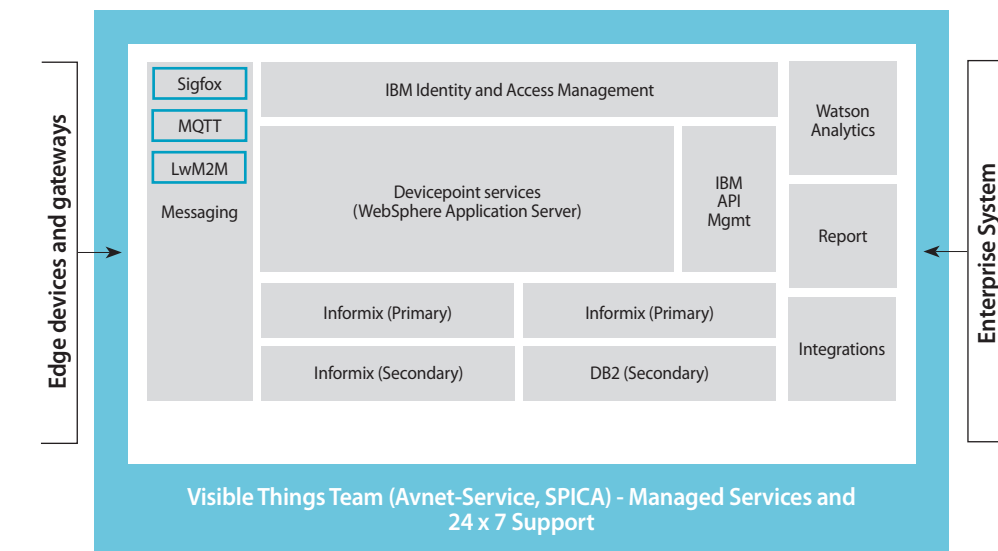 Edge devices and gateways
Sigfox
MQTT
LwM2M
Messaging
IBM Identity and Access Management
Devicepoint services
(WebSphere Application Server)
IBM
API
Mgmt
Informix (Primary)
Informix (Primary)
Informix (Secondary)
DB2 (Secondary)
Watson
Analytics
Report
Integrations
Enterprise System
Visible Things Team (Avnet-Service, SPICA) - Managed Services and
24 x 7 Support